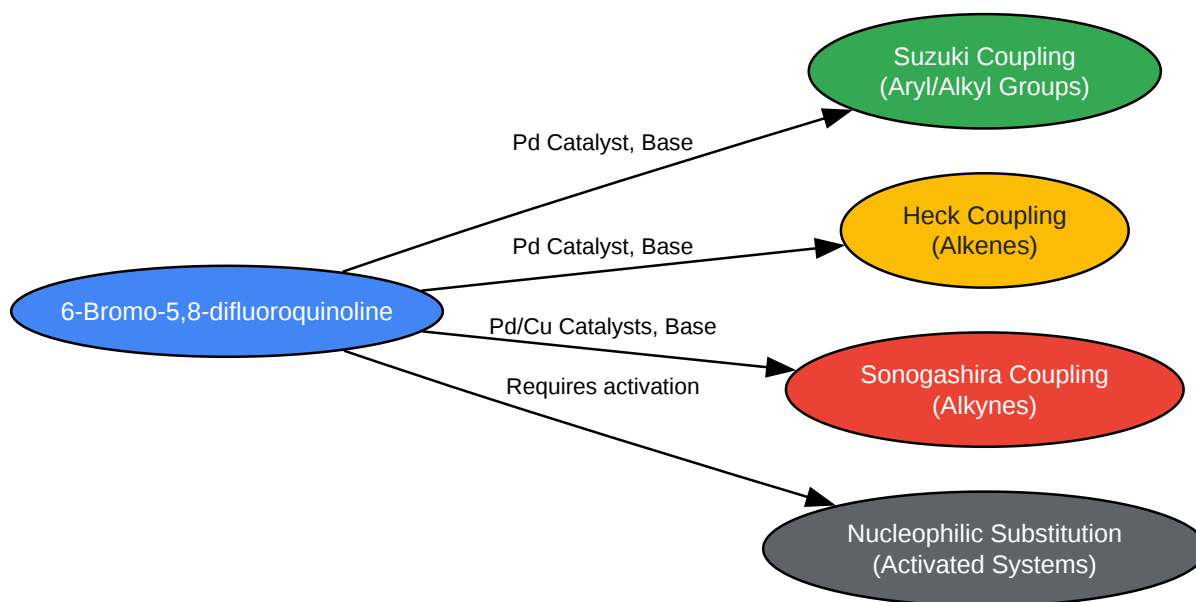 Suzuki Coupling
(Aryl/Alkyl Groups)
Pd Catalyst, Base
Heck Coupling
(Alkenes)
Pd Catalyst, Base
6-Bromo-5,8-difluoroquinoline
Pd/Cu Catalysts, Base
Sonogashira Coupling
(Alkynes)
Requires activation
Nucleophilic Substitution
(Activated Systems)